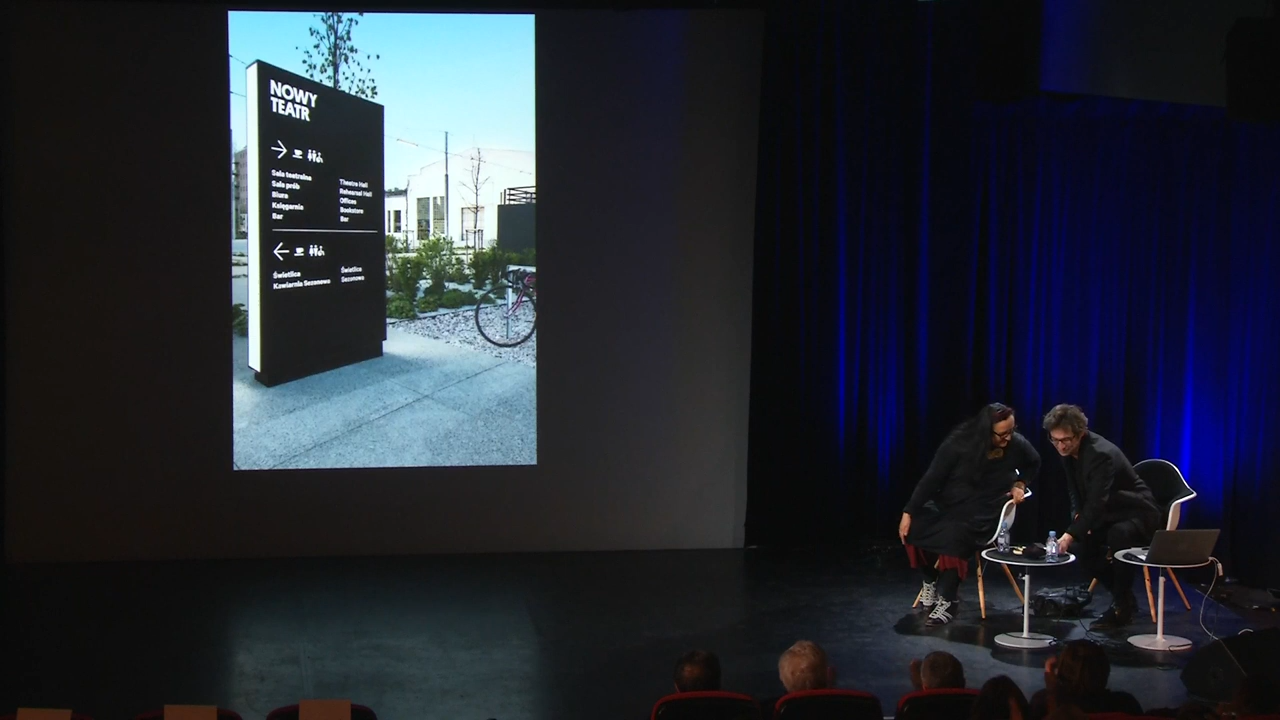 NOWY
TEATR
Sala teatralna
Sala prób
Biura
Księgarnia
Bar
Theatre Hall
Rehearsal Hall
Offices
Bookstore
Bar
Świetlica
Kawiarnia Sezonowa
Świetlica
Sezonowa